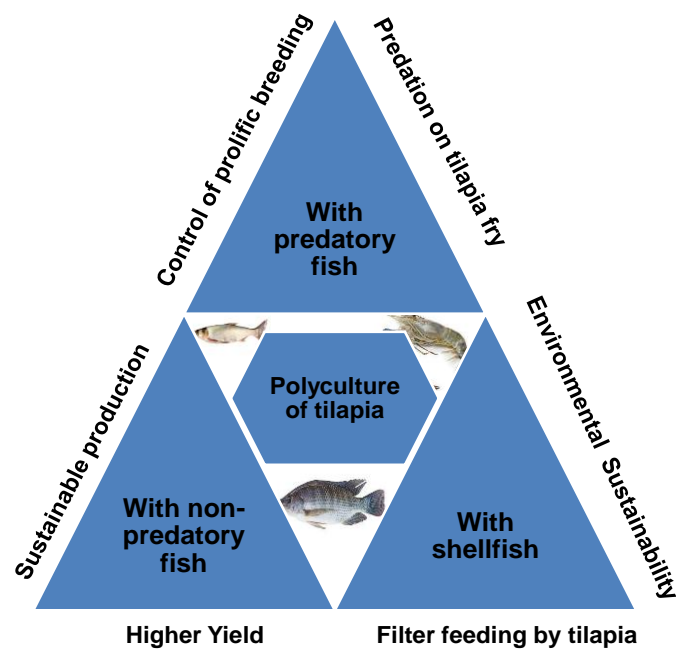 Control of prolific breeding
Predation on tilapia fry
With
predatory
fish
Sustainable production
Environmental Sustainability
Polyculture
of tilapia
With non-
predatory
fish
With
shellfish
Higher Yield
Filter feeding by tilapia